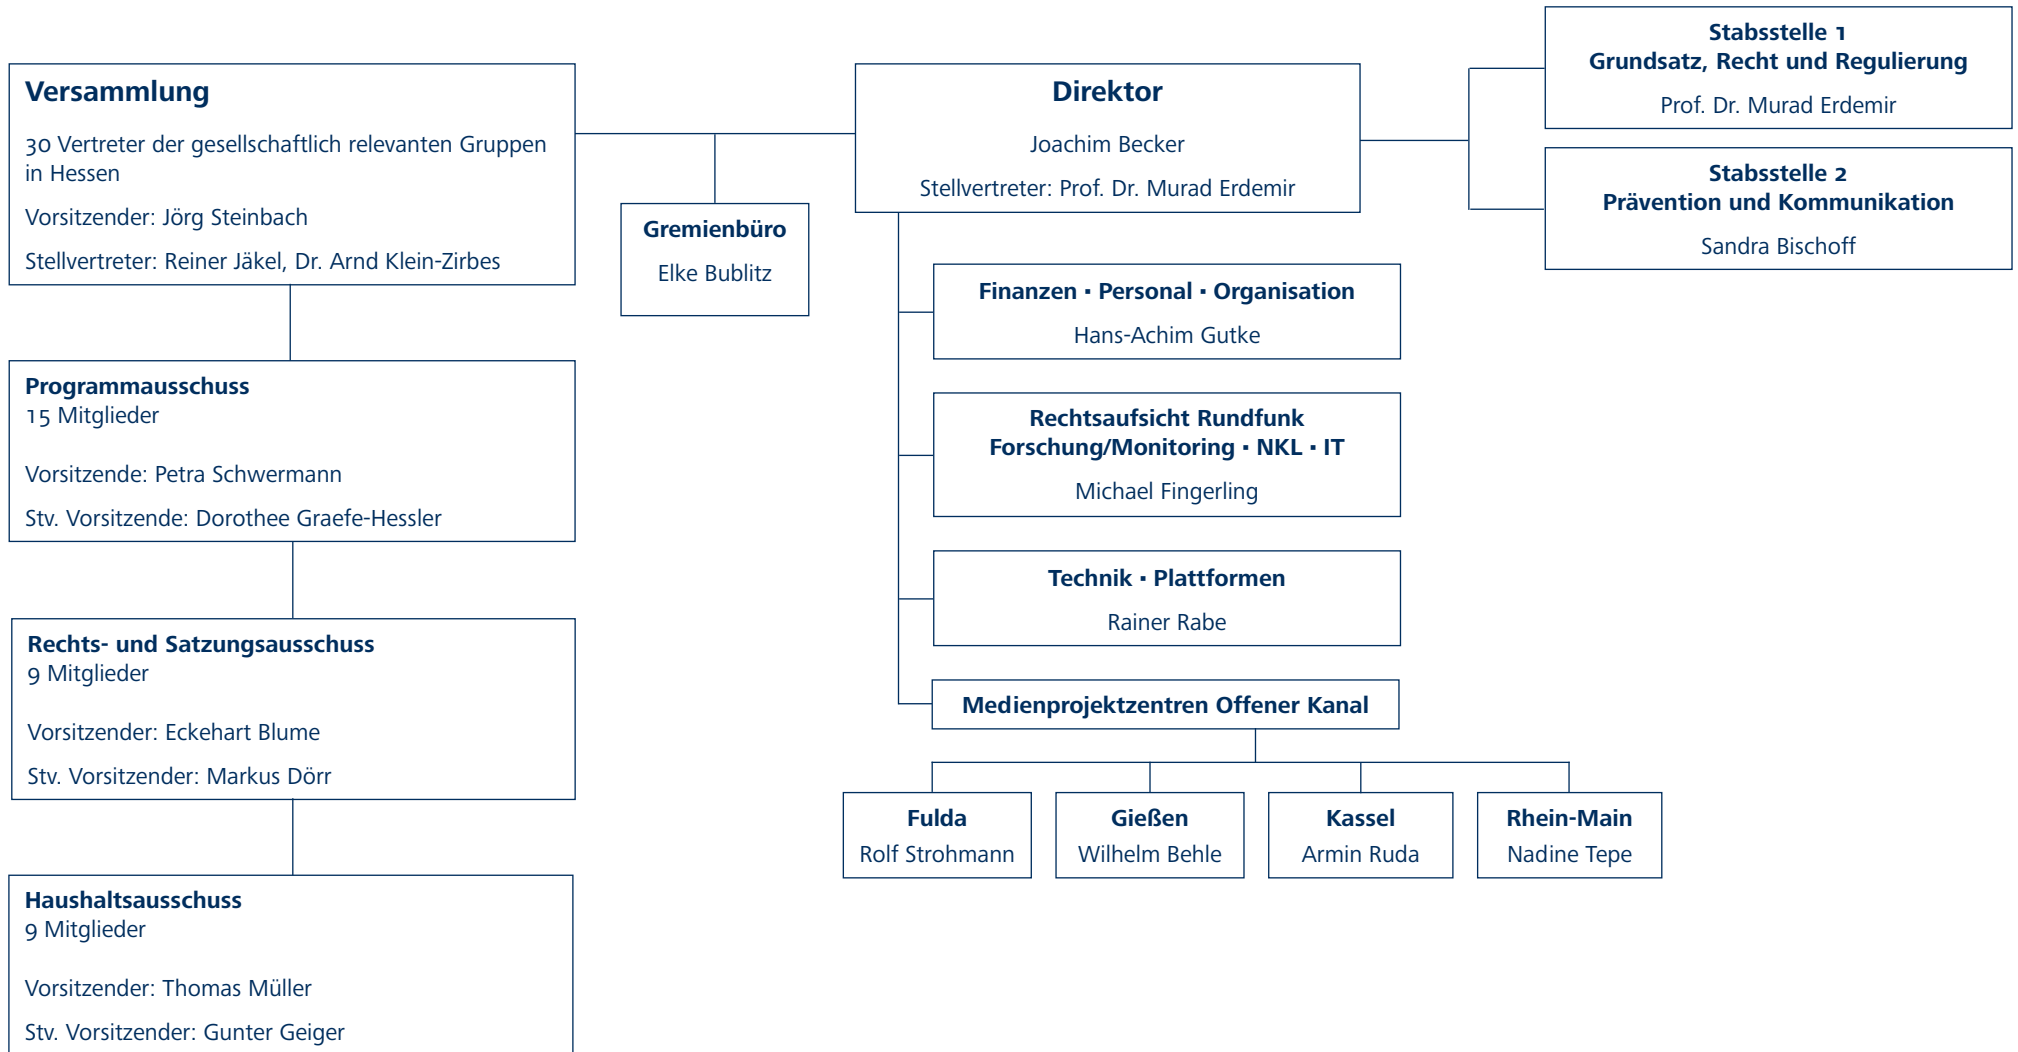 Versammlung
30 Vertreter der gesellschaftlich relevanten Gruppen
in Hessen
Vorsitzender: Jörg Steinbach
Stellvertreter: Reiner Jäkel, Dr. Arnd Klein-Zirbes
Programmausschuss
15 Mitglieder
Vorsitzende: Petra Schwermann
Stv. Vorsitzende: Dorothee Graefe-Hessler
Rechts- und Satzungsausschuss
9 Mitglieder
Vorsitzender: Eckehart Blume
Stv. Vorsitzender: Markus Dörr
Haushaltsausschuss
9 Mitglieder
Vorsitzender: Thomas Müller
Stv. Vorsitzender: Gunter Geiger
Gremienbüro
Elke Bublitz
Direktor
Joachim Becker
Stellvertreter: Prof. Dr. Murad Erdemir
Stabsstelle 1
Grundsatz, Recht und Regulierung
Prof. Dr. Murad Erdemir
Stabsstelle 2
Prävention und Kommunikation
Sandra Bischoff
Finanzen ▪ Personal ▪ Organisation
Hans-Achim Gutke
Rechtsaufsicht Rundfunk
Forschung/Monitoring ▪ NKL ▪ IT
Michael Fingerling
Technik ▪ Plattformen
Rainer Rabe
Medienprojektzentren Offener Kanal
Fulda
Rolf Strohmann
Gießen
Wilhelm Behle
Kassel
Armin Ruda
Rhein-Main
Nadine Tepe